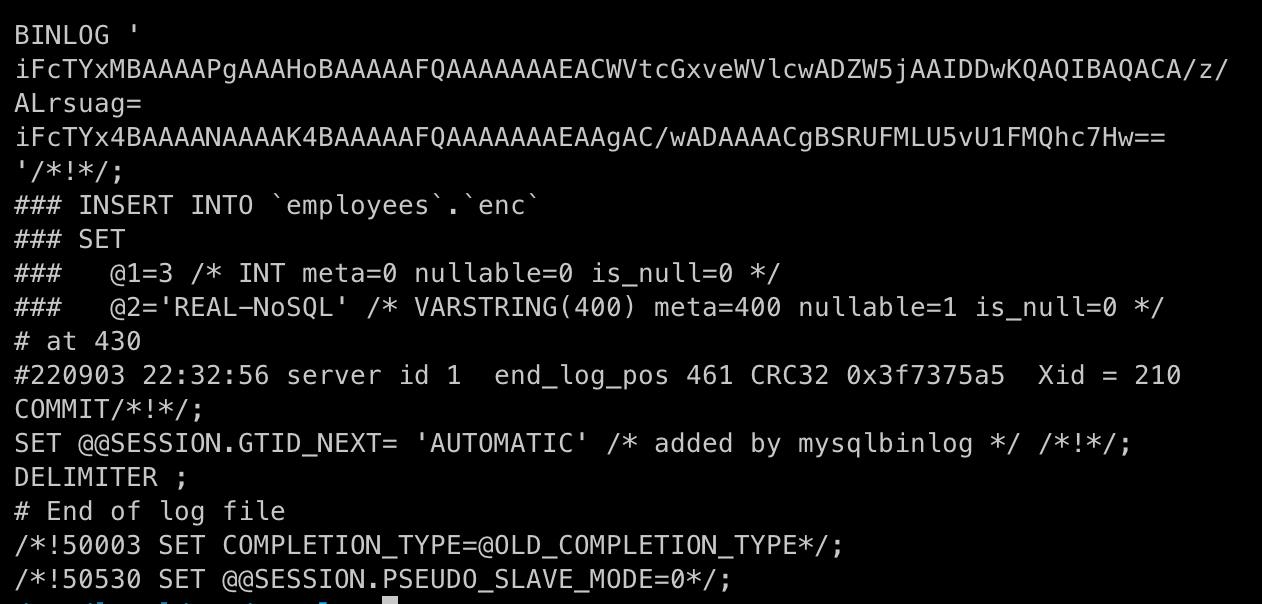 BINLOG '
iFcTYxMBAAAAPgAAAHoBAAAAAFQAAAAAAAEACWVtcGxveWVlcwADZW5jAAIDDwKQAQIBAQACA/z/
ALrsuag=
iFcTYx4BAAAANAAAAK4BAAAAAFQAAAAAAAEAAgAC/wADAAAACgBSRUFMLU5vU1FMQhc7Hw==
'/*!*/;
### INSERT INTO `employees`.`enc`
### SET
###   @1=3 /* INT meta=0 nullable=0 is_null=0 */
###   @2='REAL-NoSQL' /* VARSTRING(400) meta=400 nullable=1 is_null=0 */
# at 430
#220903 22:32:56 server id 1  end_log_pos 461 CRC32 0x3f7375a5  Xid = 210
COMMIT/*!*/;
SET @@SESSION.GTID_NEXT= 'AUTOMATIC' /* added by mysqlbinlog */ /*!*/;
DELIMITER ;
# End of log file
/*!50003 SET COMPLETION_TYPE=@OLD_COMPLETION_TYPE*/;
/*!50530 SET @@SESSION.PSEUDO_SLAVE_MODE=0*/;